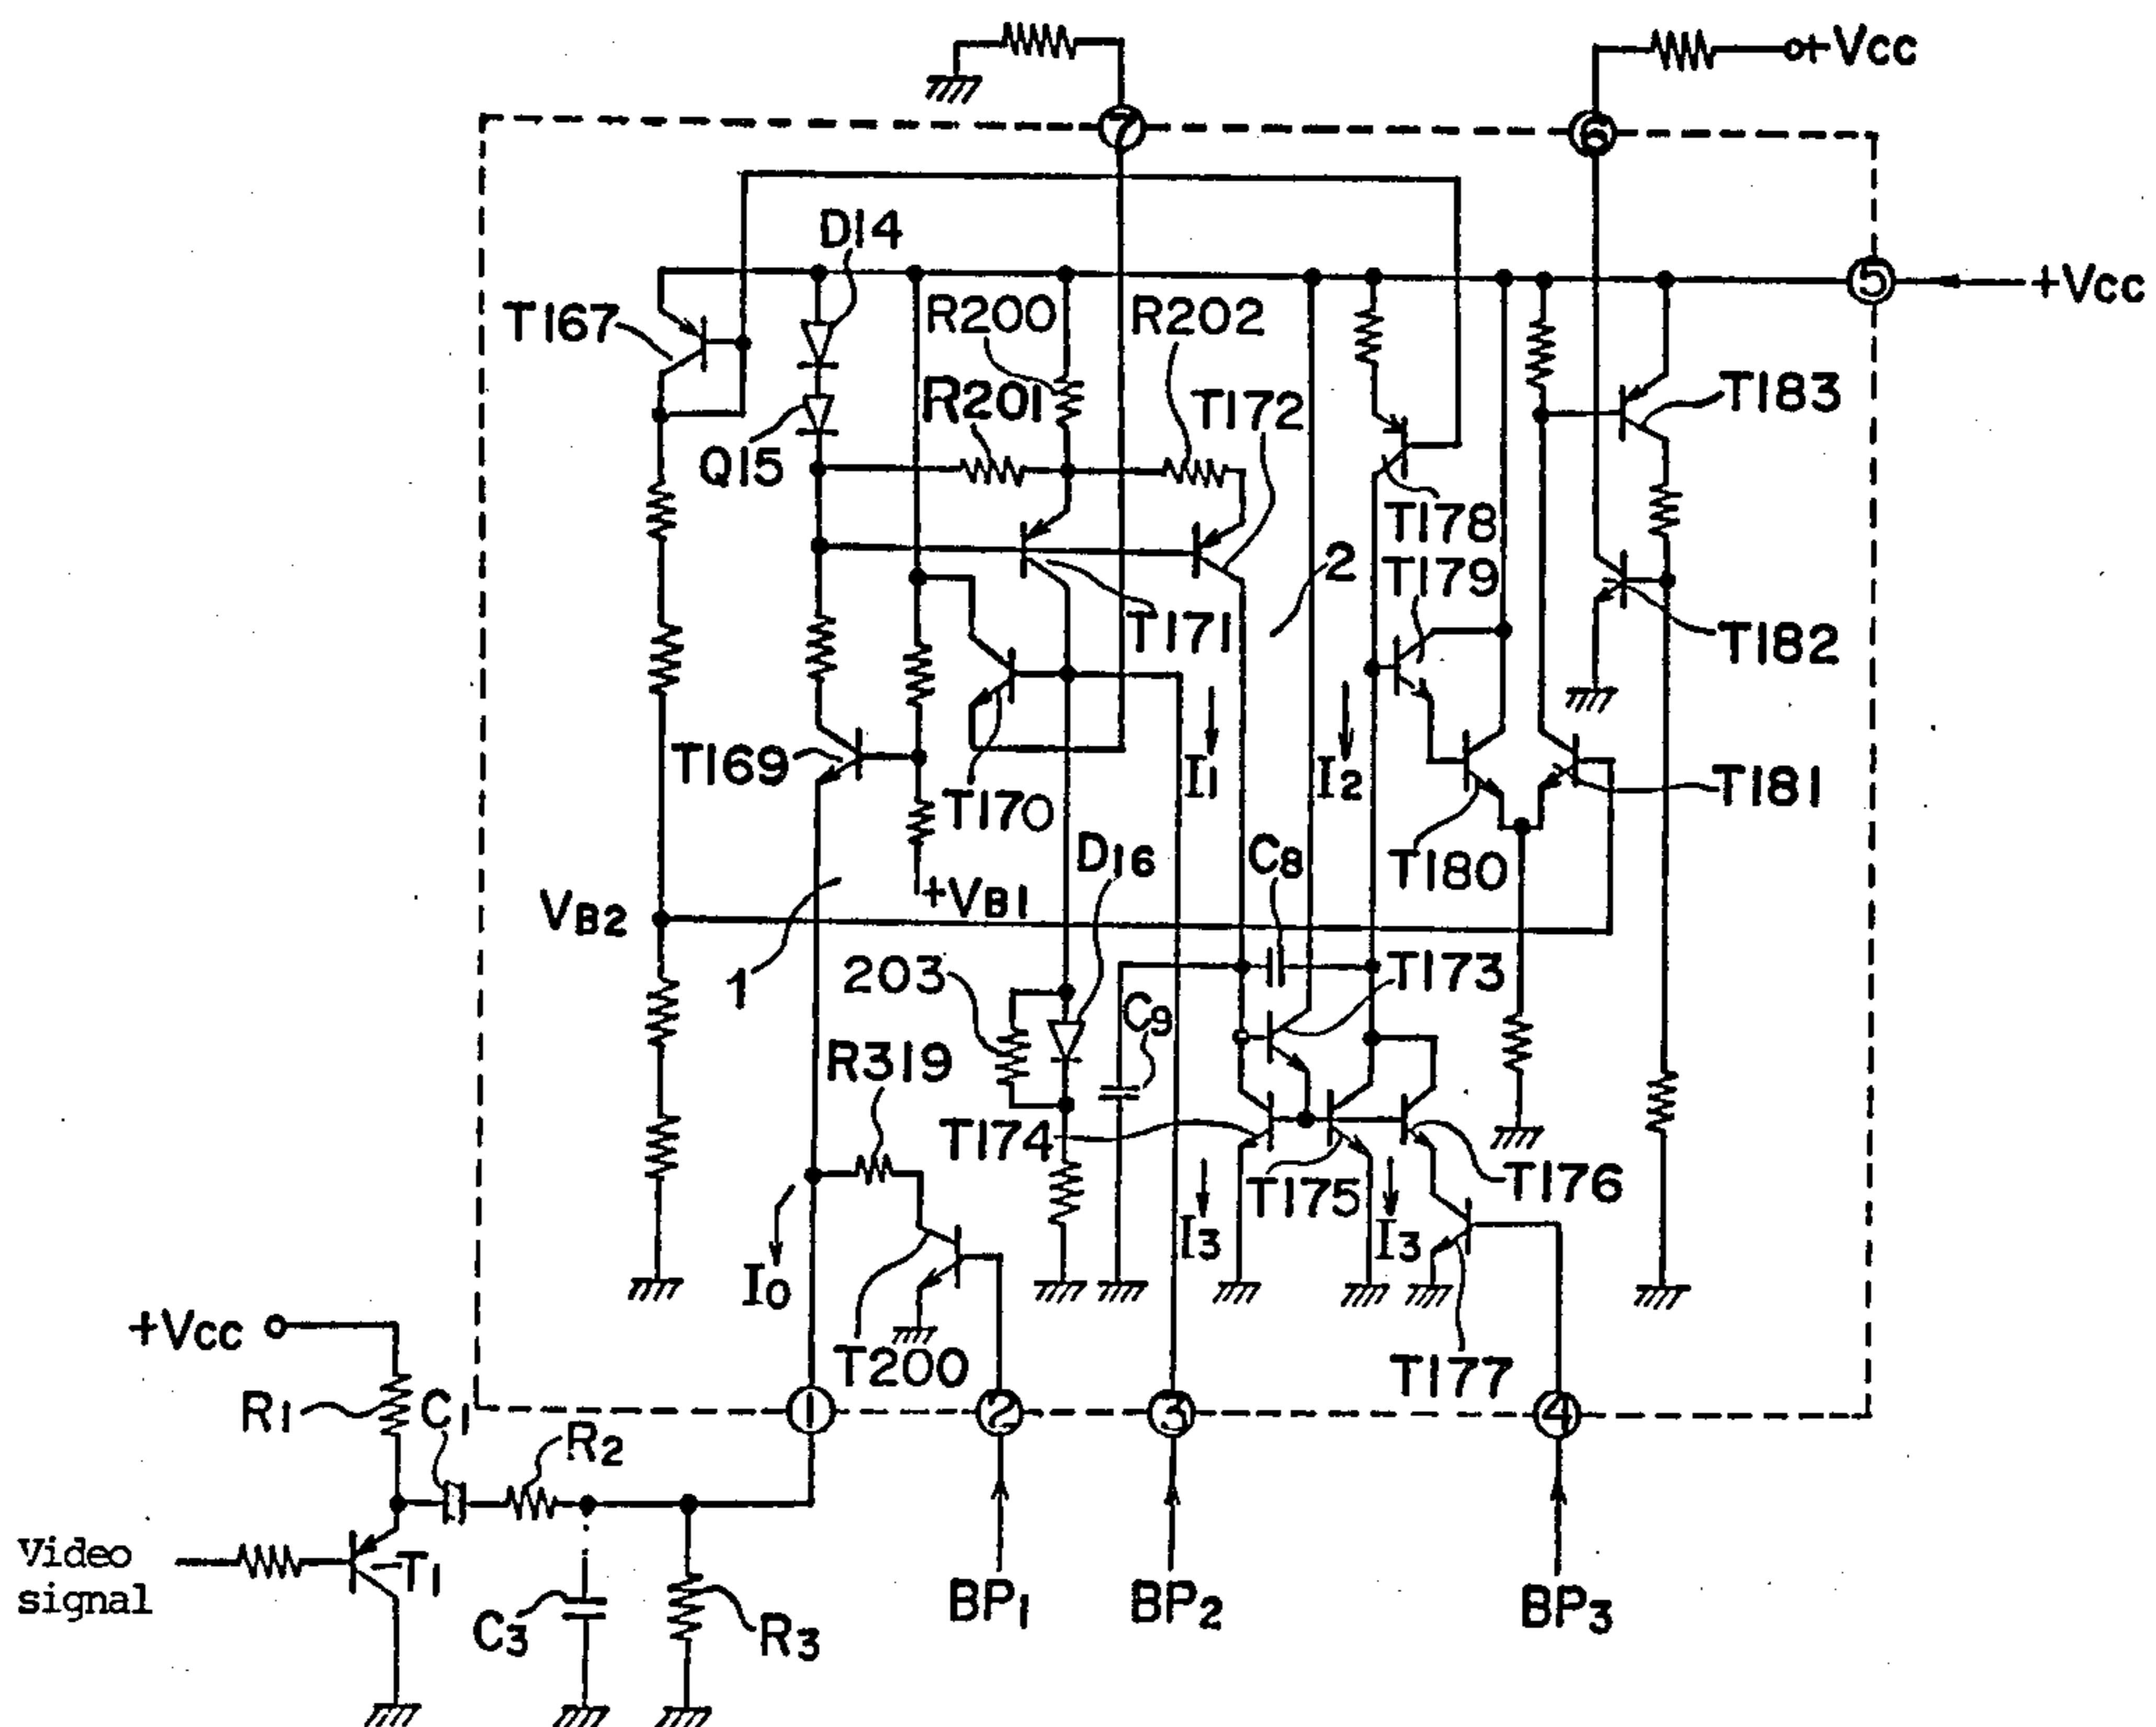 +Vcc
7
6
D14
5
+Vcc
T167
R200
R202
R201
T172
T183
Q15
T178
2
T179
T171
T182
T169
I1
I2
T181
T170
D16
C8
T180
+VB1
VB2
1
203
C9
T173
R319
T174
T175
T176
I3
I3
I0
+Vcc
T200
T177
R1
C1
1
2
3
4
R2
Video
signal
T1
C3
R3
BP1
BP2
BP3